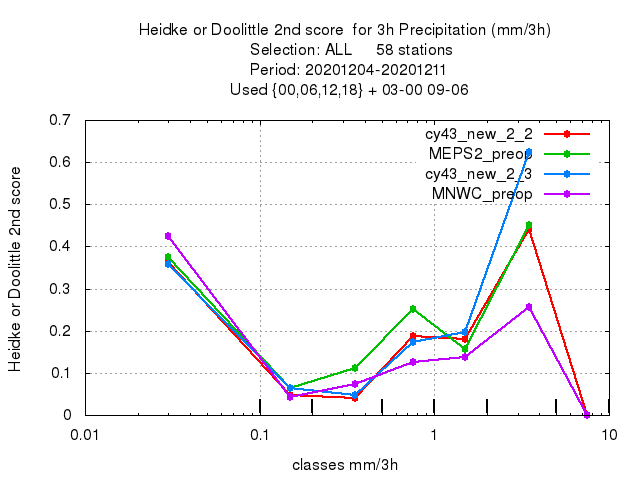 Heidke or Doolittle 2nd score  for 3h Precipitation (mm/3h)
Selection: ALL     58 stations
Period: 20201204-20201211
Used {00,06,12,18} + 03-00 09-06
0.7
0.6
0.5
0.4
0.3
0.2
0.1
0
Heidke or Doolittle 2nd score
cy43_new_2_2
MEPS2_preop
cy43_new_2_3
MNWC_preop
0.01 0.1 1 10
classes mm/3h